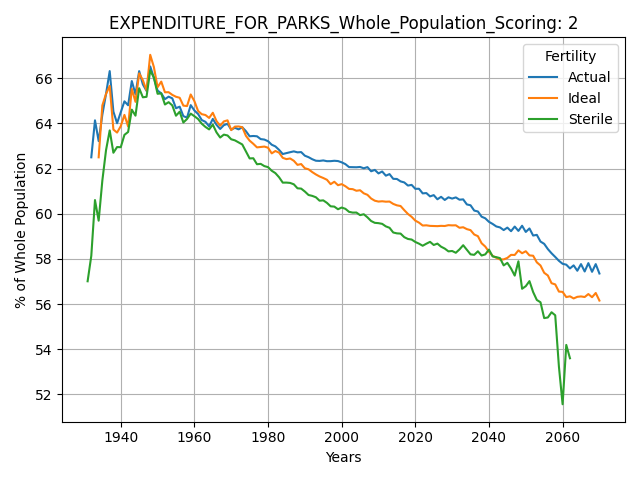 EXPENDITURE_FOR_PARKS_Whole_Population_Scoring: 2
Fertility
Actual
Ideal
Sterile
% of Whole Population
66
64
62
60
58
56
54
52
1940 1960 1980 2000 2020 2040 2060
Years